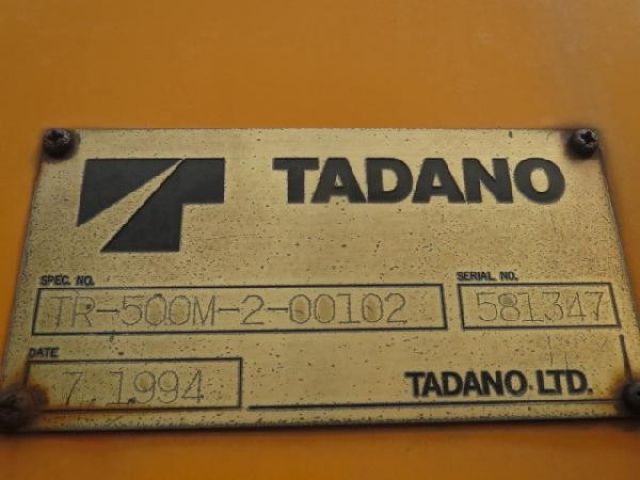 TADANO
SPEC. NO.
TR-500M-2-00102
SERIAL NO.
581347
DATE
7.1994
TADANO LTD.